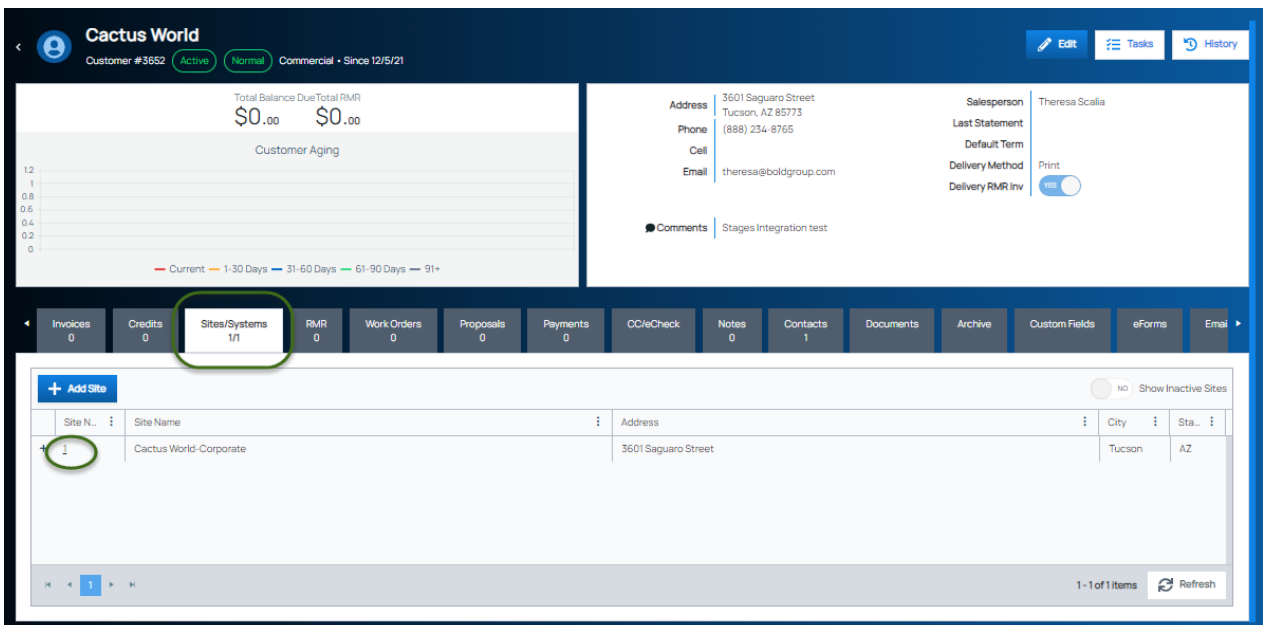 Cactus World
Customer #3652 Active Normal Commercial • Since 12/5/21
Edit Tasks History
Total Balance Due Total RMR
$0.00 $0.00
Customer Aging
1.2
1
0.8
0.6
0.4
0.2
0
Current 1-30 Days 31-60 Days 61-90 Days 91+
Address 3601 Saguaro Street
Tucson, AZ 85773
Phone (888) 234-8765
Cell
Email theresa@boldgroup.com
Comments Stages Integration test
Salesperson Theresa Scalia
Last Statement
Default Term
Delivery Method Print
Delivery RMR Inv YES
Invoices Credits Sites/Systems RMR Work Orders Proposals Payments CC/eCheck Notes Contacts Documents Archive Custom Fields eForms Emai
0 0 1/1 0 0 0 0 0 1
+ Add Site NO Show Inactive Sites
Site N... Site Name Address City Sta...
+ 1 Cactus World-Corporate 3601 Saguaro Street Tucson AZ
1 1 - 1 of 1 items Refresh